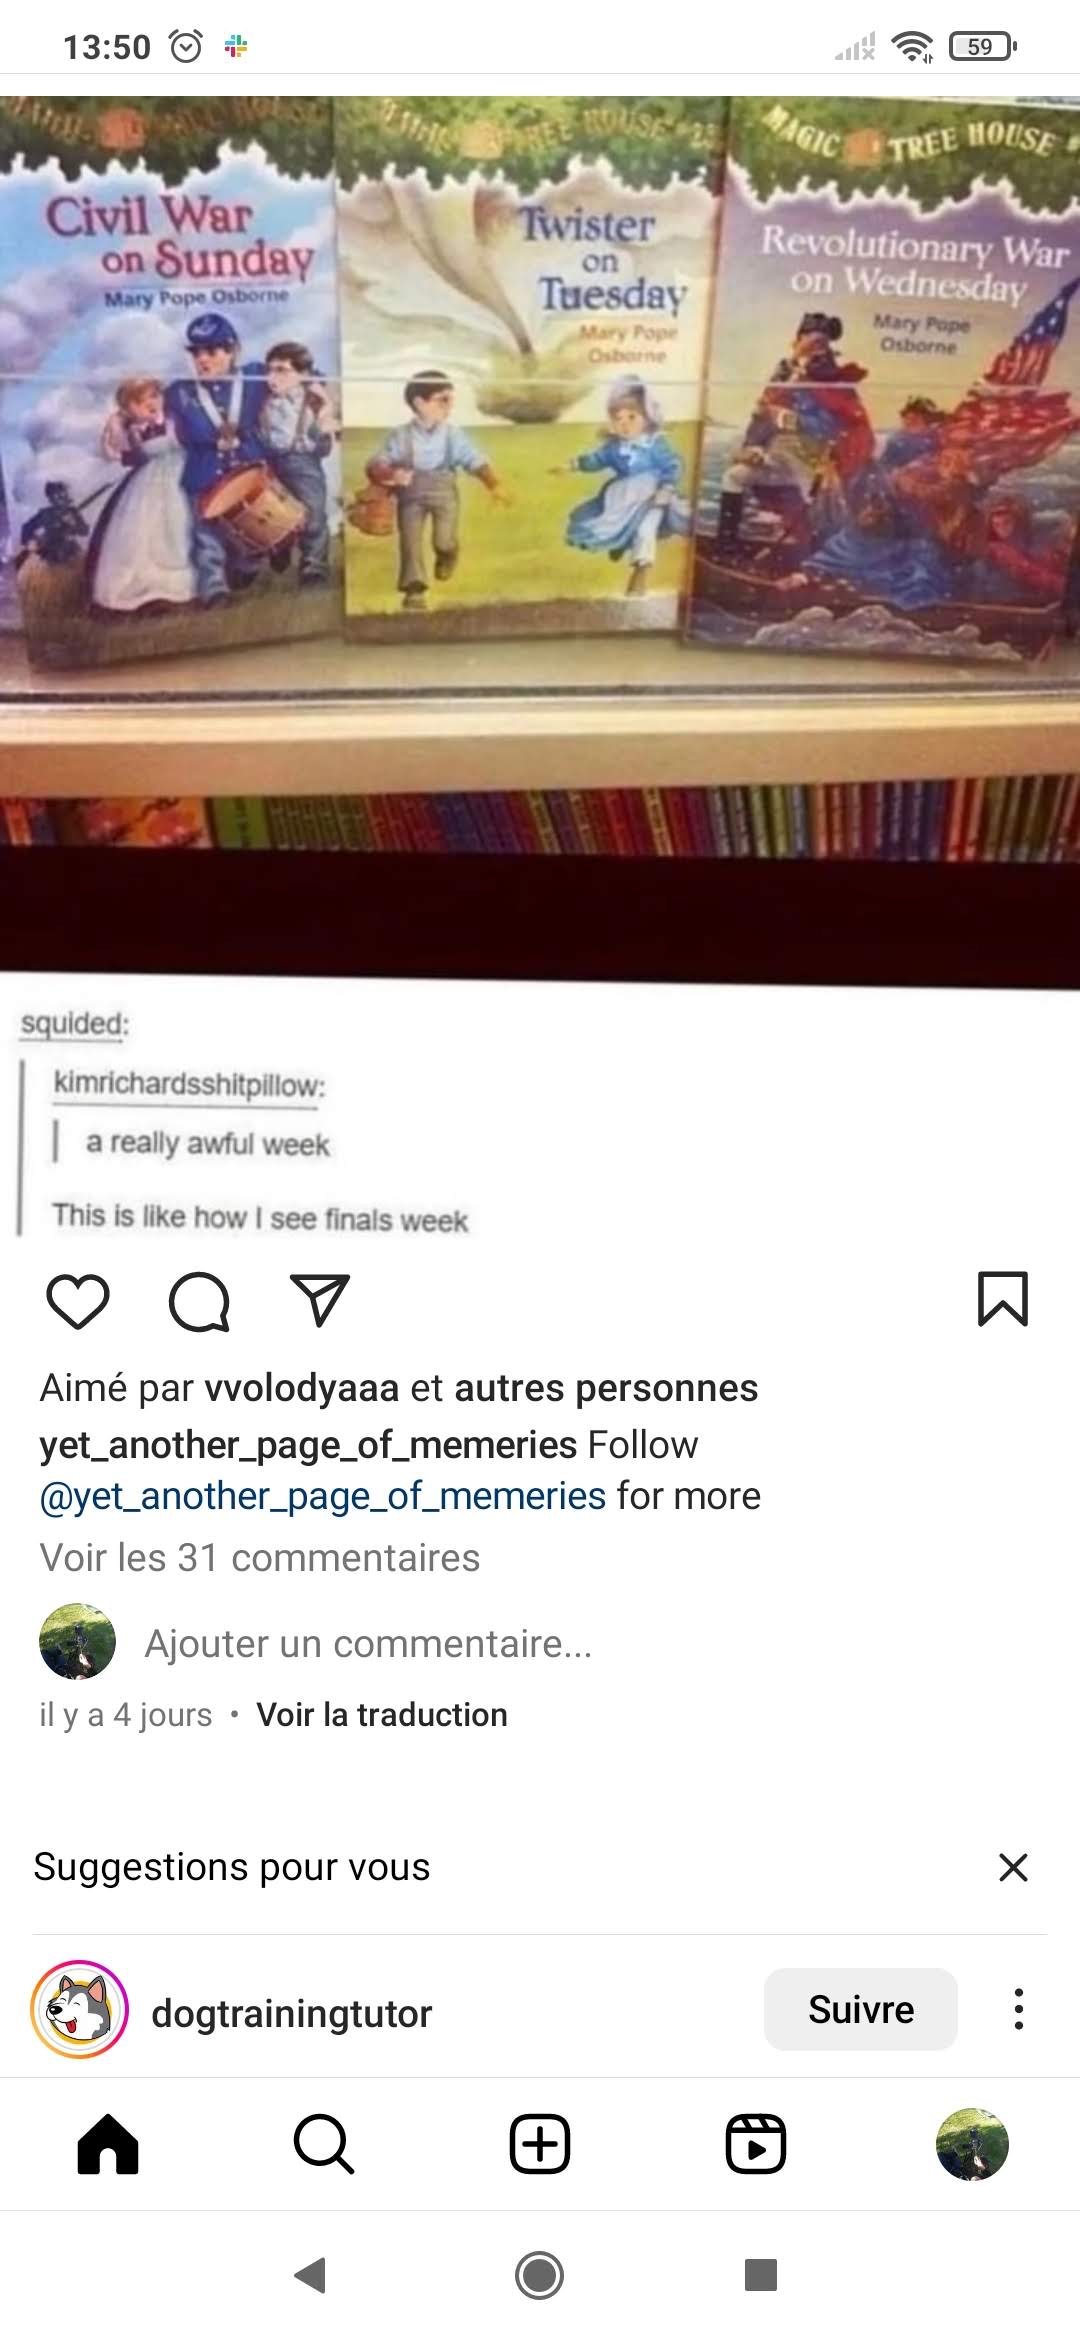 13:50
59
Civil War
on Sunday
Mary Pope Osborne
TREE HOUSE #23
Twister
on
Tuesday
Mary Pope
Osborne
MAGIC TREE HOUSE #
Revolutionary War
on Wednesday
Mary Pope
Osborne
squided:
kimrichardsshitpillow:
a really awful week
This is like how I see finals week
Aimé par vvolodyaaa et autres personnes
yet_another_page_of_memeries Follow
@yet_another_page_of_memeries for more
Voir les 31 commentaires
Ajouter un commentaire...
il y a 4 jours • Voir la traduction
Suggestions pour vous
dogtrainingtutor
Suivre